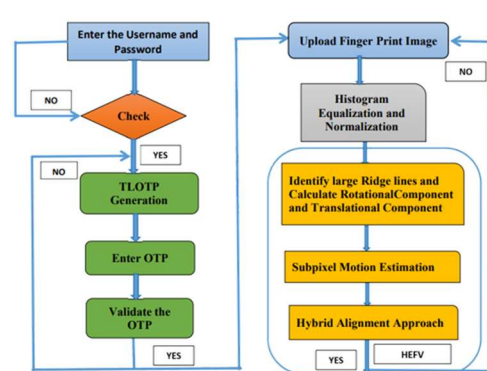 Enter the Username and
Password
NO
Check
YES
NO
TLOTP
Generation
Enter OTP
Validate the
OTP
YES
Upload Finger Print Image
NO
Histogram
Equalization and
Normalization
Identify large Ridge lines and
Calculate RotationalComponent
and Translational Component
Subpixel Motion Estimation
Hybrid Alignment Approach
YES
HEFV